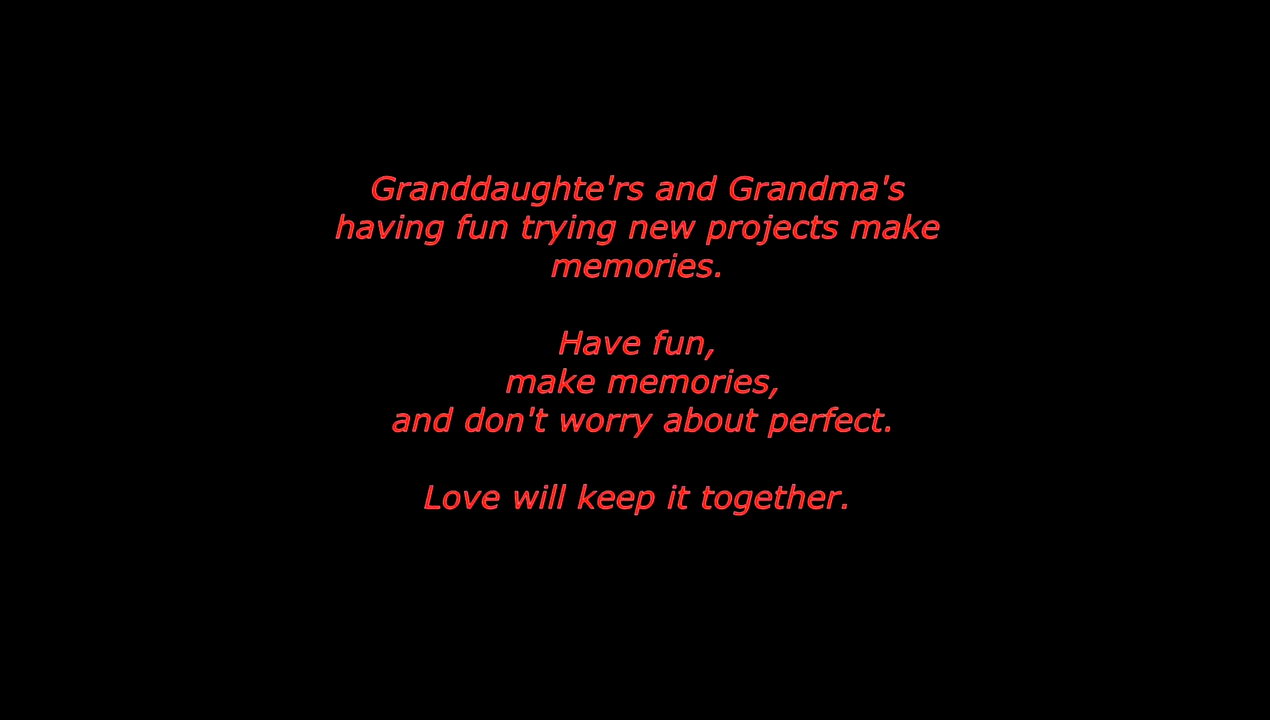 Granddaughte'rs and Grandma's
having fun trying new projects make
memories.
Have fun,
make memories,
and don't worry about perfect.
Love will keep it together.